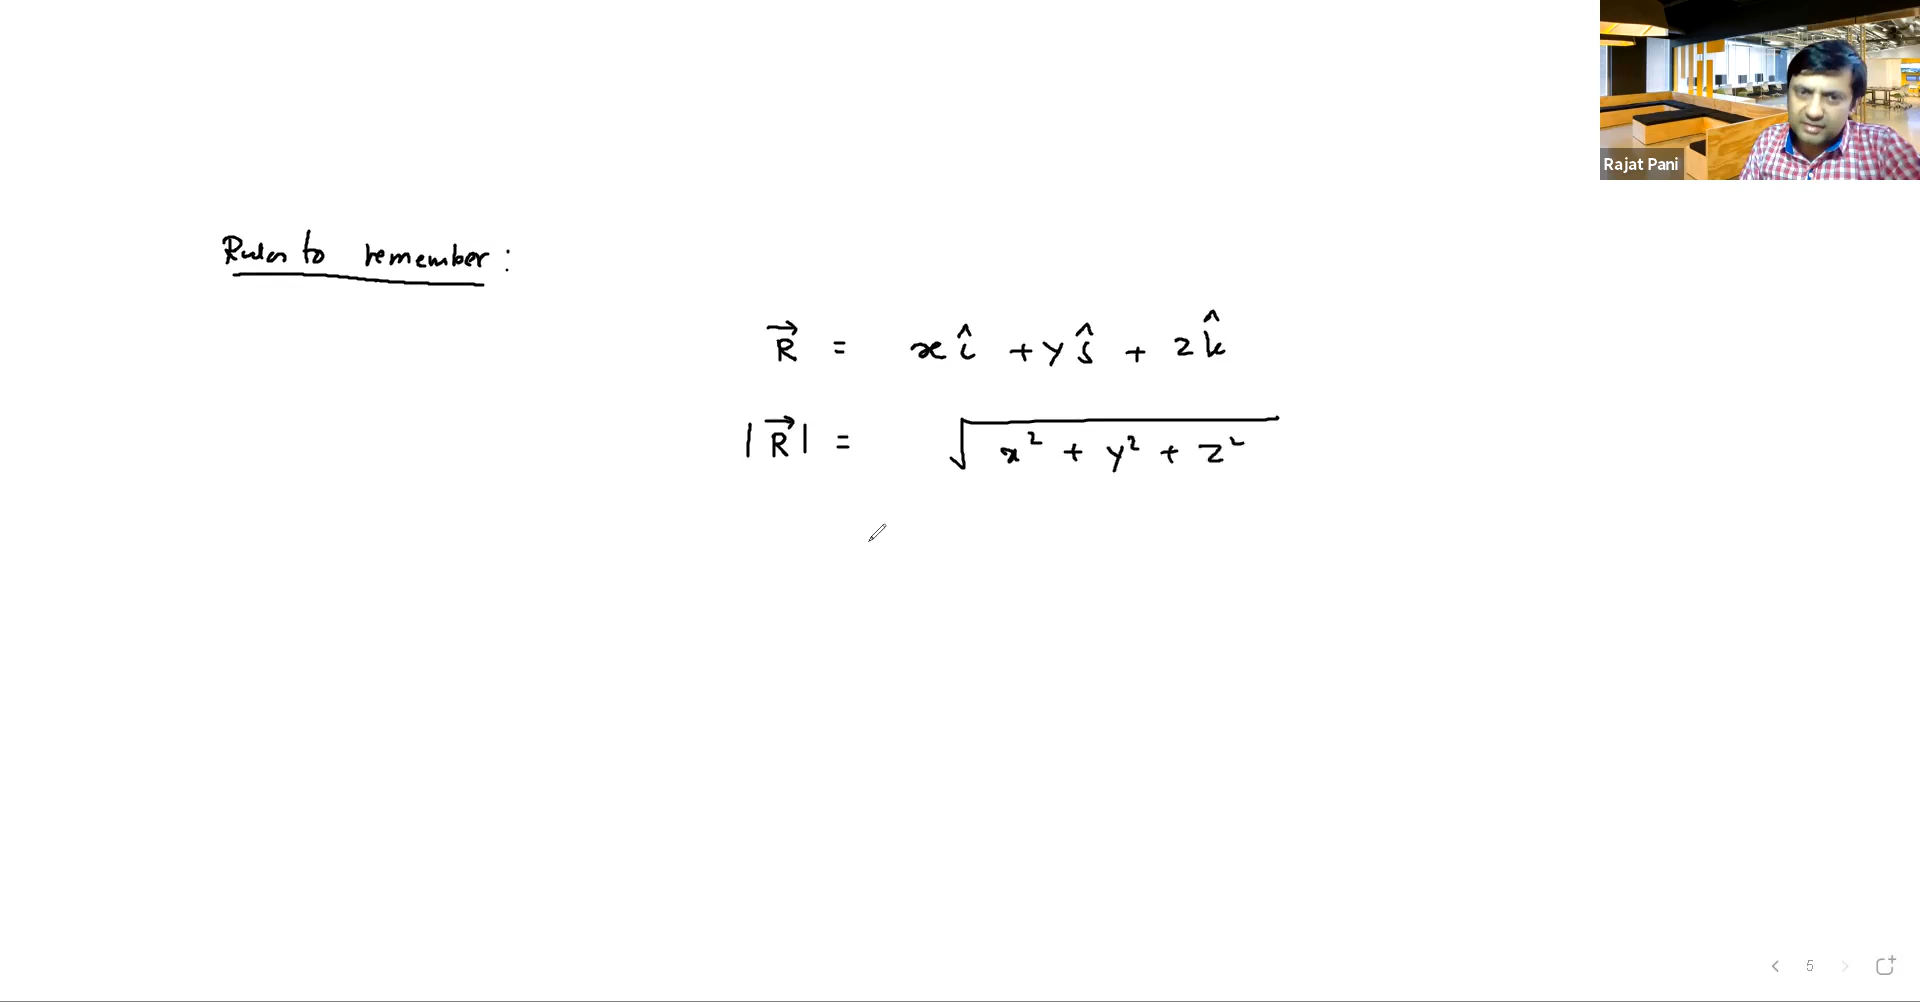 Rajat Pani
Rules to remember :
R⃗ = xî + yĵ + zk̂
|R⃗| = √(x² + y² + z²)
5